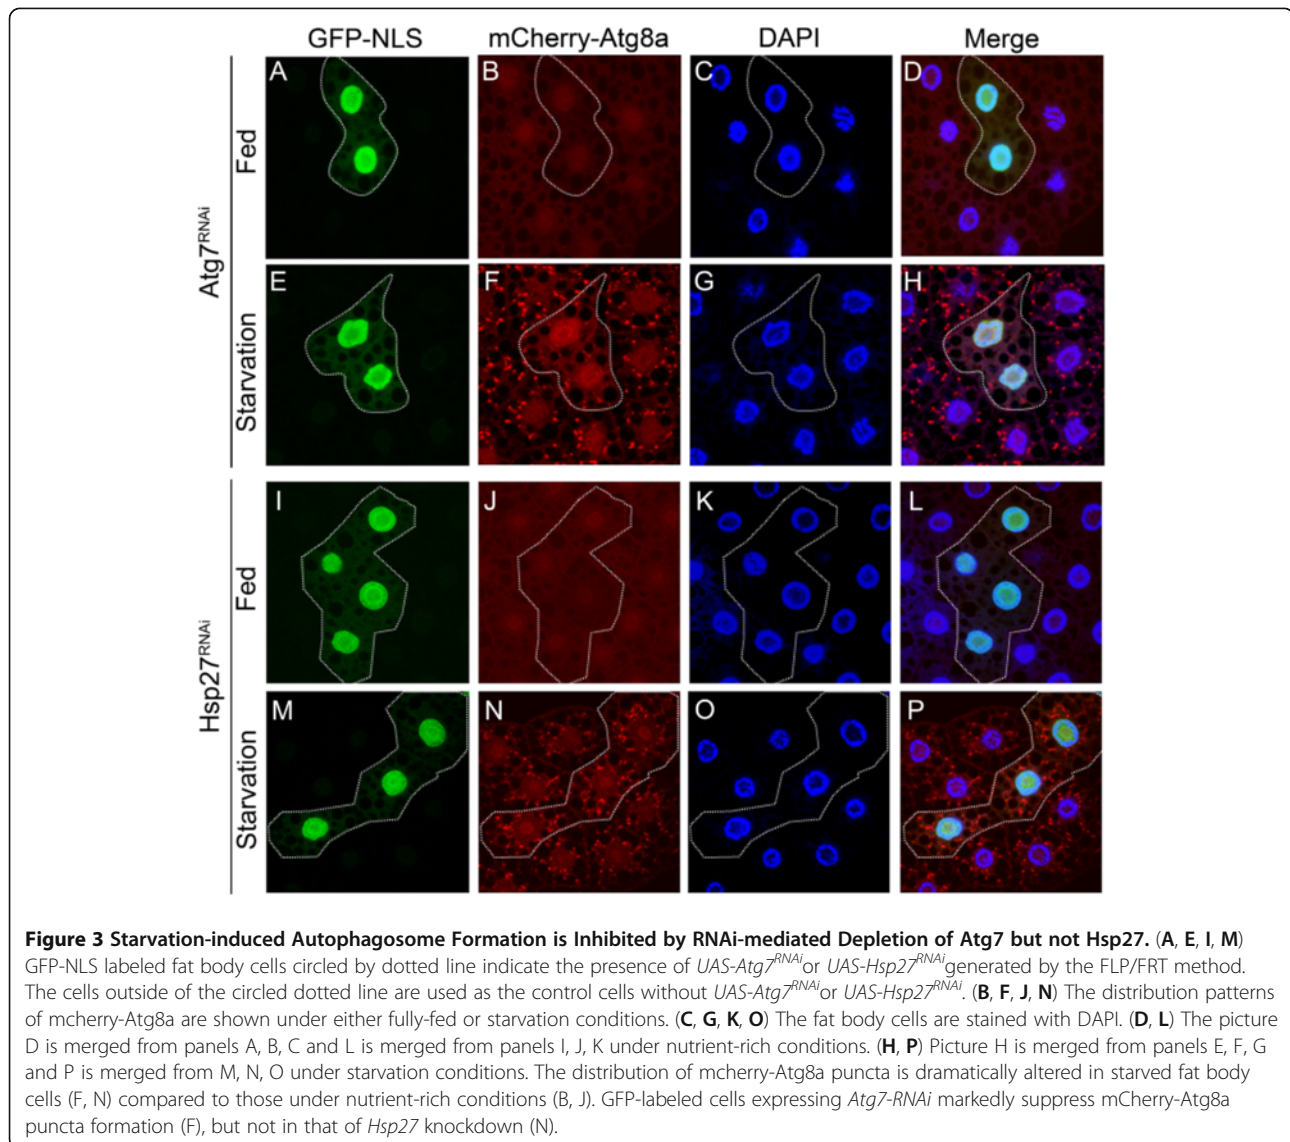 GFP-NLS mCherry-Atg8a DAPI Merge
Atg7RNAi
Fed
A B C D
Starvation
E F G H
Hsp27RNAi
Fed
I J K L
Starvation
M N O P
Figure 3 Starvation-induced Autophagosome Formation is Inhibited by RNAi-mediated Depletion of Atg7 but not Hsp27. (A, E, I, M)
GFP-NLS labeled fat body cells circled by dotted line indicate the presence of UAS-Atg7RNAi or UAS-Hsp27RNAi generated by the FLP/FRT method.
The cells outside of the circled dotted line are used as the control cells without UAS-Atg7RNAi or UAS-Hsp27RNAi. (B, F, J, N) The distribution patterns
of mcherry-Atg8a are shown under either fully-fed or starvation conditions. (C, G, K, O) The fat body cells are stained with DAPI. (D, L) The picture
D is merged from panels A, B, C and L is merged from panels I, J, K under nutrient-rich conditions. (H, P) Picture H is merged from panels E, F, G
and P is merged from M, N, O under starvation conditions. The distribution of mcherry-Atg8a puncta is dramatically altered in starved fat body
cells (F, N) compared to those under nutrient-rich conditions (B, J). GFP-labeled cells expressing Atg7-RNAi markedly suppress mCherry-Atg8a
puncta formation (F), but not in that of Hsp27 knockdown (N).